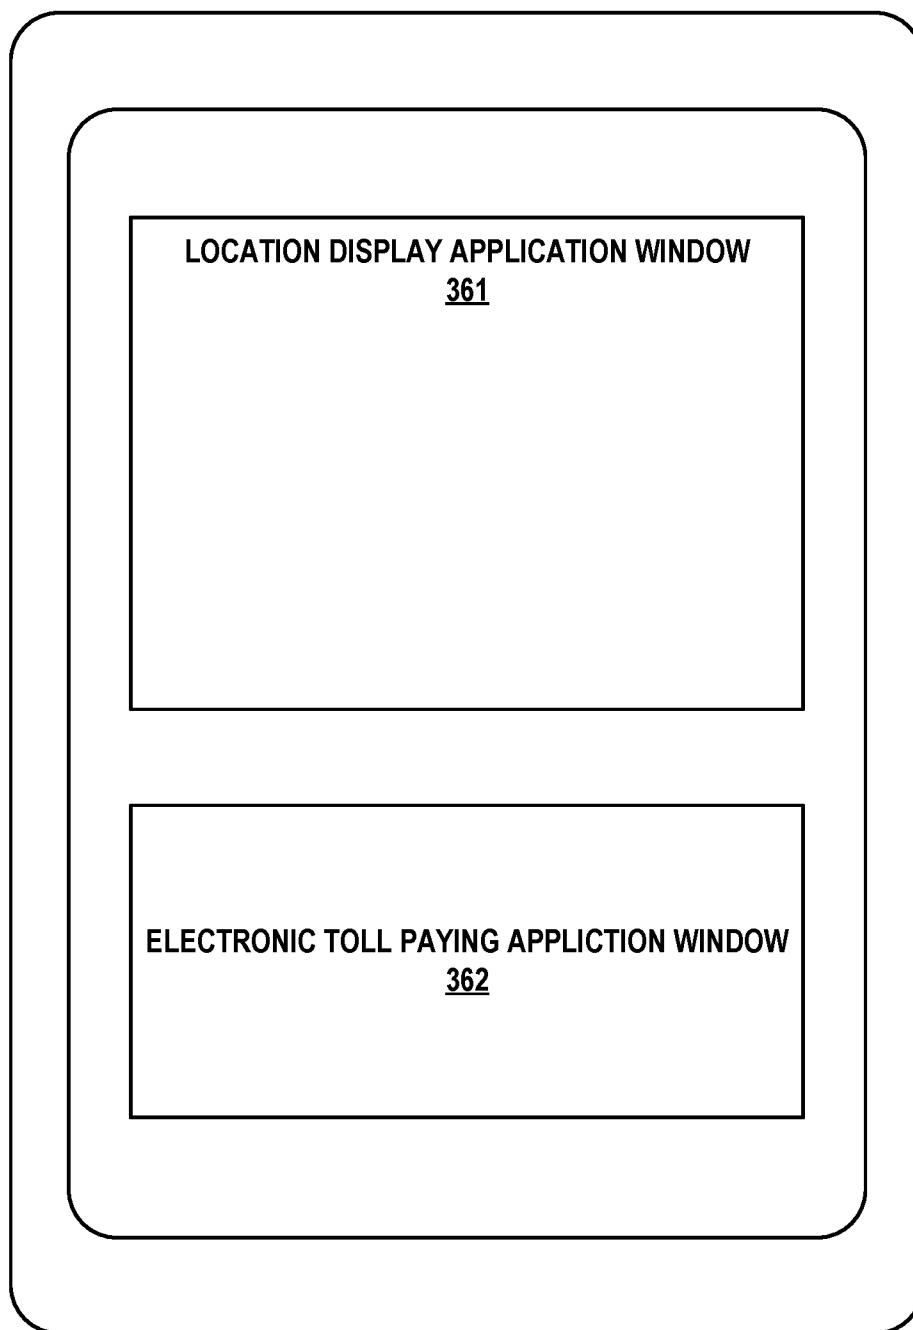 LOCATION DISPLAY APPLICATION WINDOW
361
ELECTRONIC TOLL PAYING APPLICTION WINDOW
362